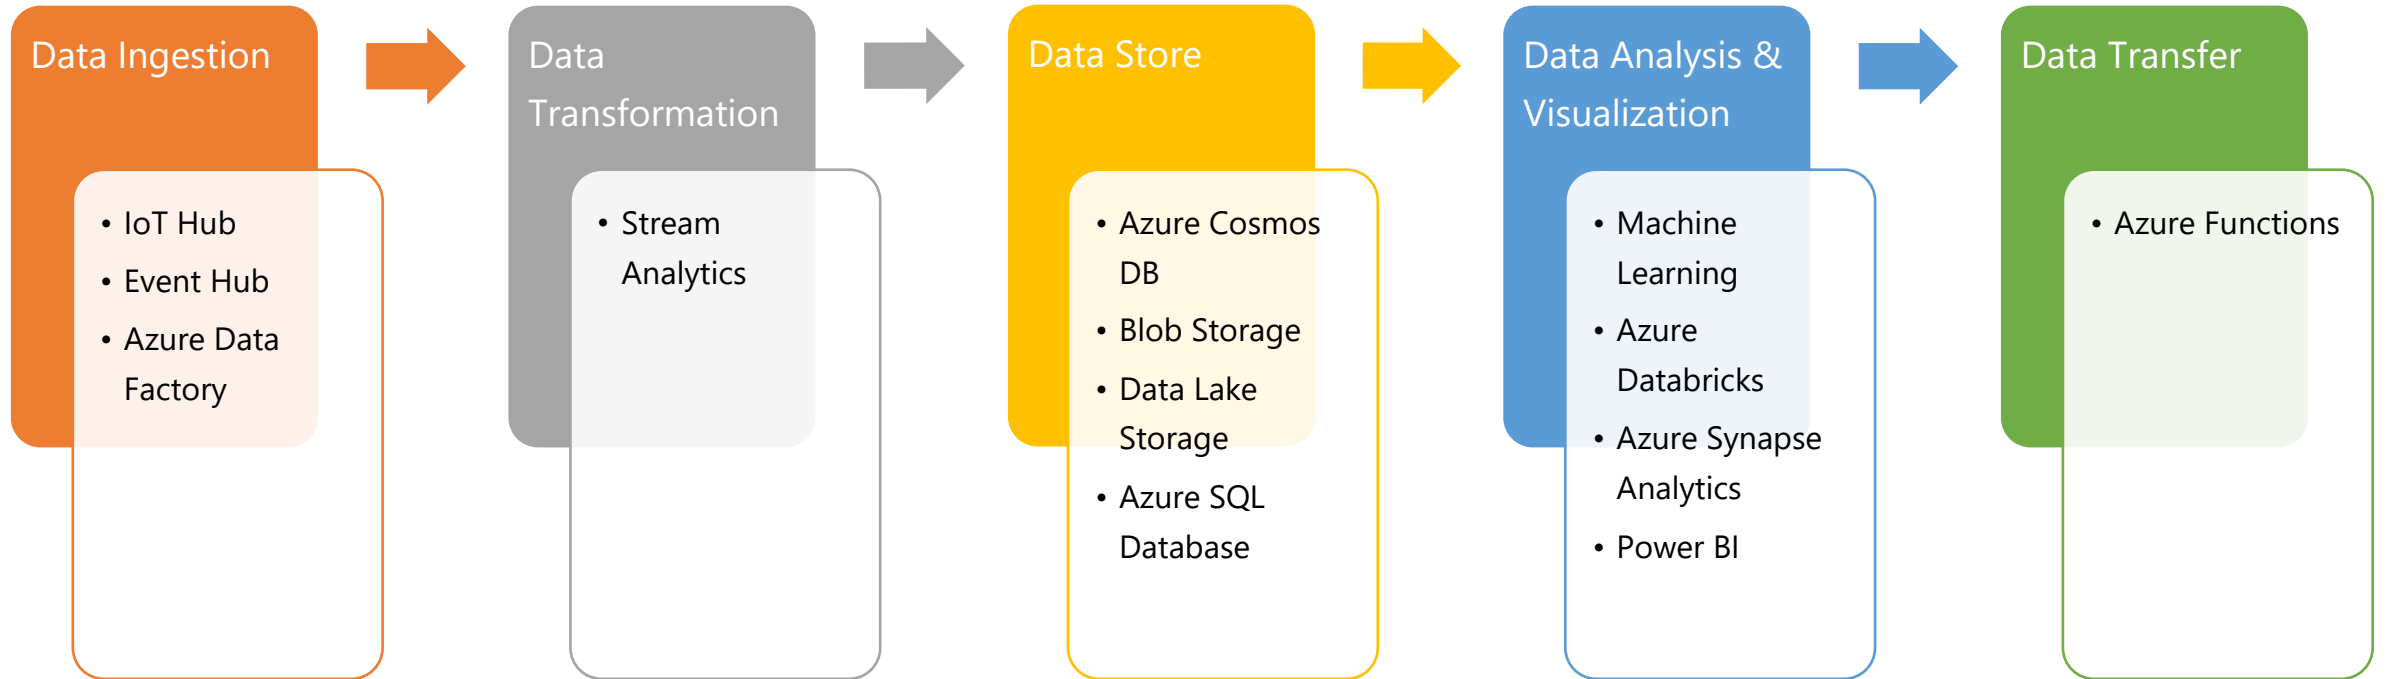 Data Ingestion
• IoT Hub
• Event Hub
• Azure Data
Factory
Data
Transformation
• Stream
Analytics
Data Store
• Azure Cosmos
DB
• Blob Storage
• Data Lake
Storage
• Azure SQL
Database
Data Analysis &
Visualization
• Machine
Learning
• Azure
Databricks
• Azure Synapse
Analytics
• Power BI
Data Transfer
• Azure Functions